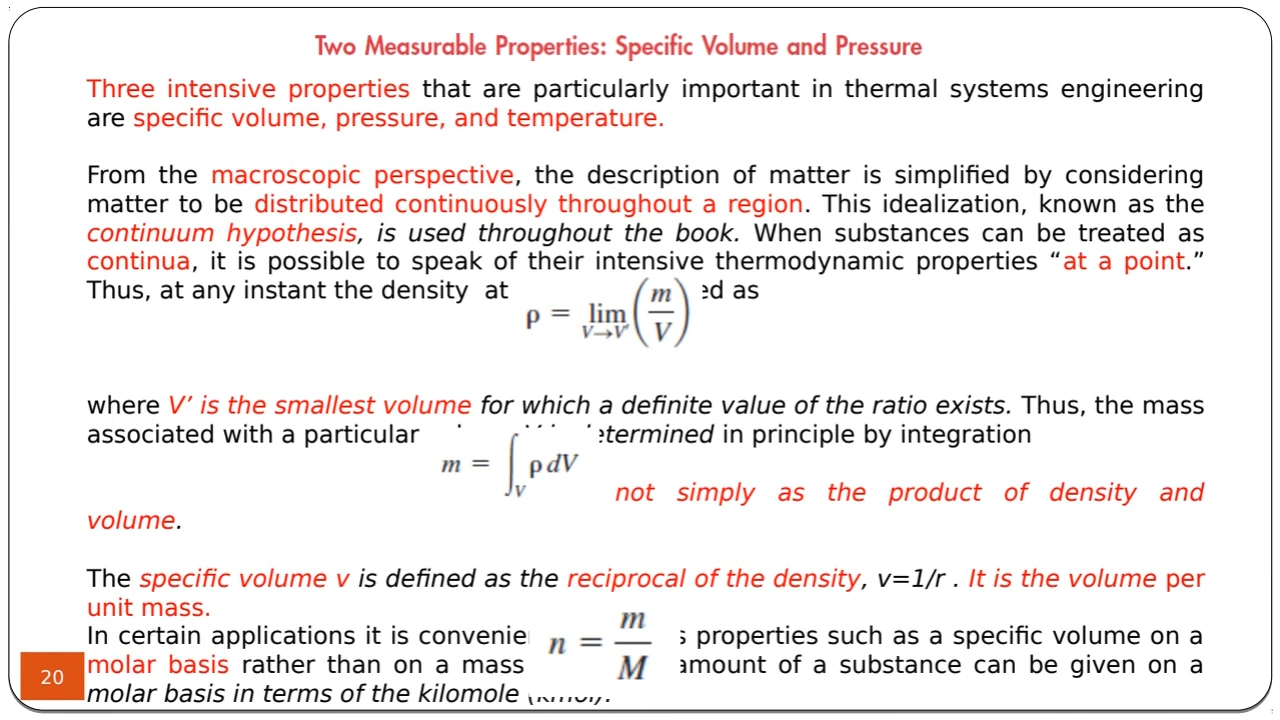 Two Measurable Properties: Specific Volume and Pressure
Three intensive properties that are particularly important in thermal systems engineering
are specific volume, pressure, and temperature.
From the macroscopic perspective, the description of matter is simplified by considering
matter to be distributed continuously throughout a region. This idealization, known as the
continuum hypothesis, is used throughout the book. When substances can be treated as
continua, it is possible to speak of their intensive thermodynamic properties “at a point.”
Thus, at any instant the density at ed as
ρ = lim V→V' (m/V)
where V’ is the smallest volume for which a definite value of the ratio exists. Thus, the mass
associated with a particular etermined in principle by integration
m = ∫V ρ dV
not simply as the product of density and
volume.
The specific volume v is defined as the reciprocal of the density, v=1/r . It is the volume per
unit mass.
In certain applications it is convenie s properties such as a specific volume on a
n = m/M
molar basis rather than on a mass amount of a substance can be given on a
molar basis in terms of the kilomole
20